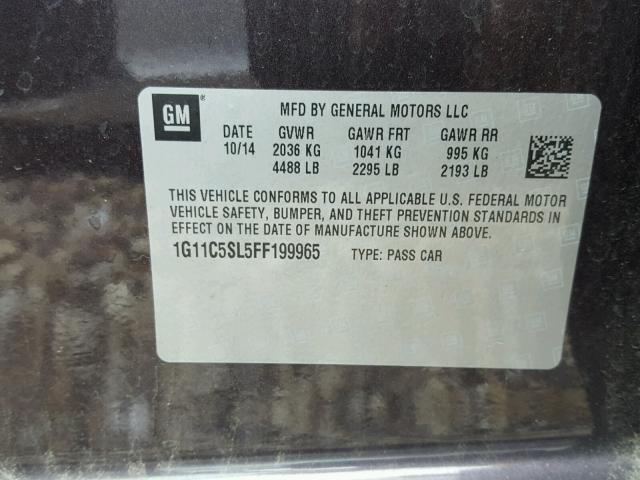 GM ® MFD BY GENERAL MOTORS LLC
DATE GVWR GAWR FRT GAWR RR
10/14 2036 KG 1041 KG 995 KG
4488 LB 2295 LB 2193 LB
THIS VEHICLE CONFORMS TO ALL APPLICABLE U.S. FEDERAL MOTOR
VEHICLE SAFETY, BUMPER, AND THEFT PREVENTION STANDARDS IN
EFFECT ON THE DATE OF MANUFACTURE SHOWN ABOVE.
1G11C5SL5FF199965 TYPE: PASS CAR